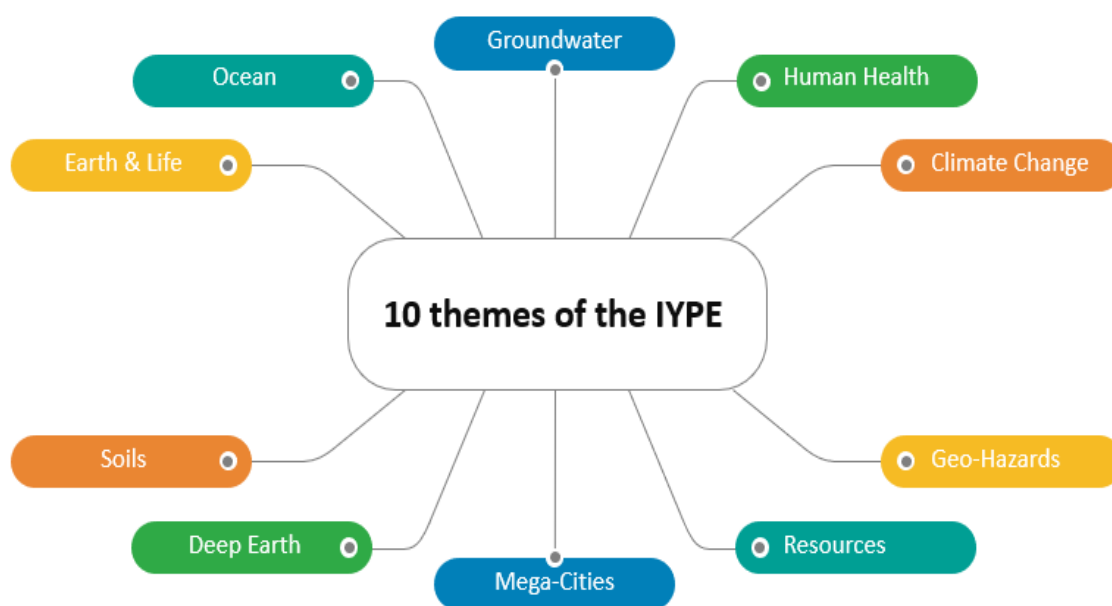 Groundwater
Ocean
Human Health
Earth & Life
Climate Change
10 themes of the IYPE
Soils
Geo-Hazards
Deep Earth
Resources
Mega-Cities